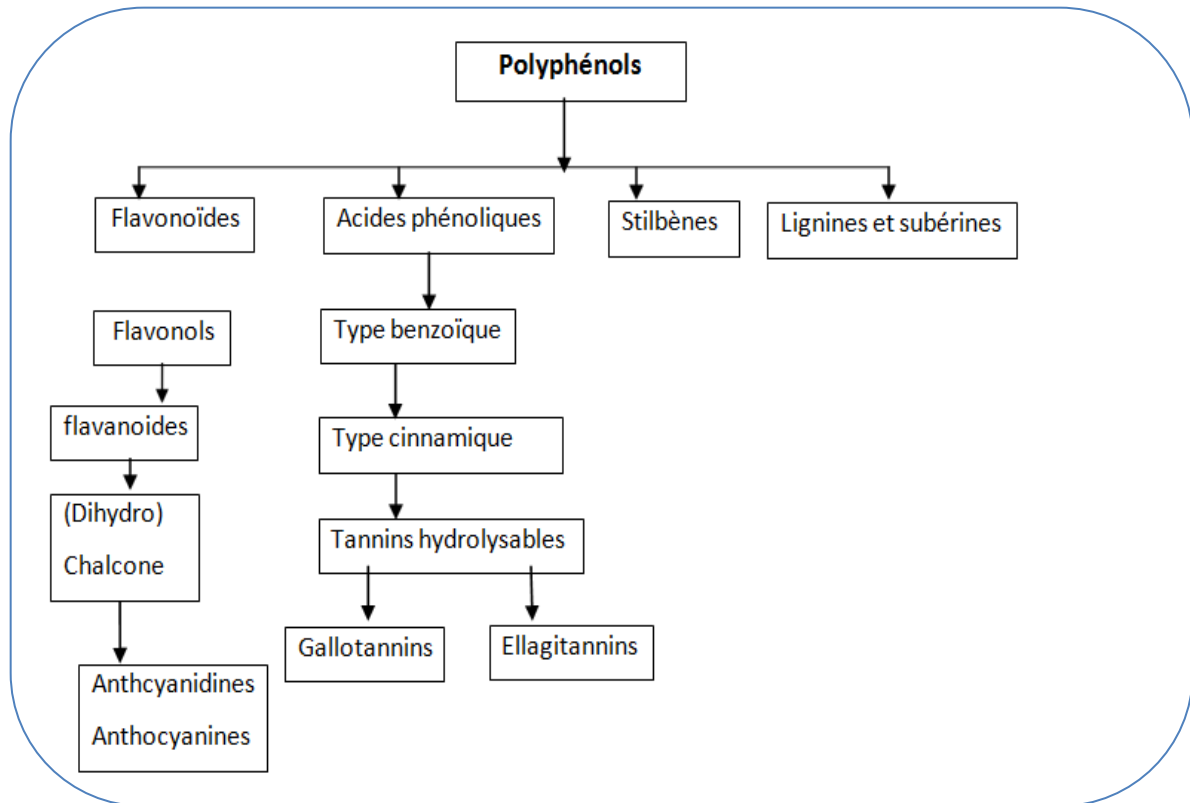 Polyphénols
Flavonoïdes
Acides phénoliques
Stilbènes
Lignines et subérines
Flavonols
Type benzoïque
flavanoides
Type cinnamique
(Dihydro)
Chalcone
Tannins hydrolysables
Gallotannins
Ellagitannins
Anthcyanidines
Anthocyanines